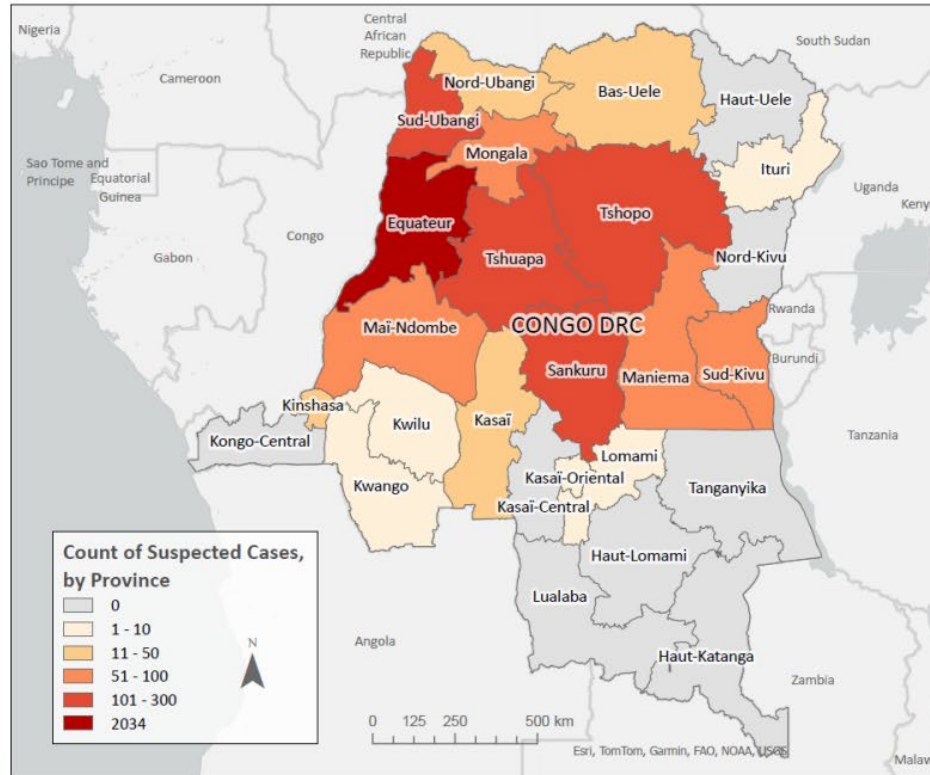 Nigeria
Central
African
Republic
South Sudan
Cameroon
Nord-Ubangi
Bas-Uele
Haut-Uele
Sud-Ubangi
Mongala
Ituri
Sao Tome and
Principe
Equatorial
Guinea
Uganda
Keny
Congo
Equateur
Tshopo
Gabon
Tshuapa
Nord-Kivu
Rwanda
CONGO DRC
Maï-Ndombe
Burundi
Sankuru
Maniema
Sud-Kivu
Kinshasa
Kasaï
Kongo-Central
Kwilu
Tanzania
Lomami
Kasaï-Oriental
Kwango
Tanganyika
Kasaï-Central
Haut-Lomami
Lualaba
Angola
Haut-Katanga
Zambia
Malaw
Count of Suspected Cases,
by Province
0
1 - 10
11 - 50
51 - 100
101 - 300
2034
N
0 125 250 500 km
Esri, TomTom, Garmin, FAO, NOAA, USGS